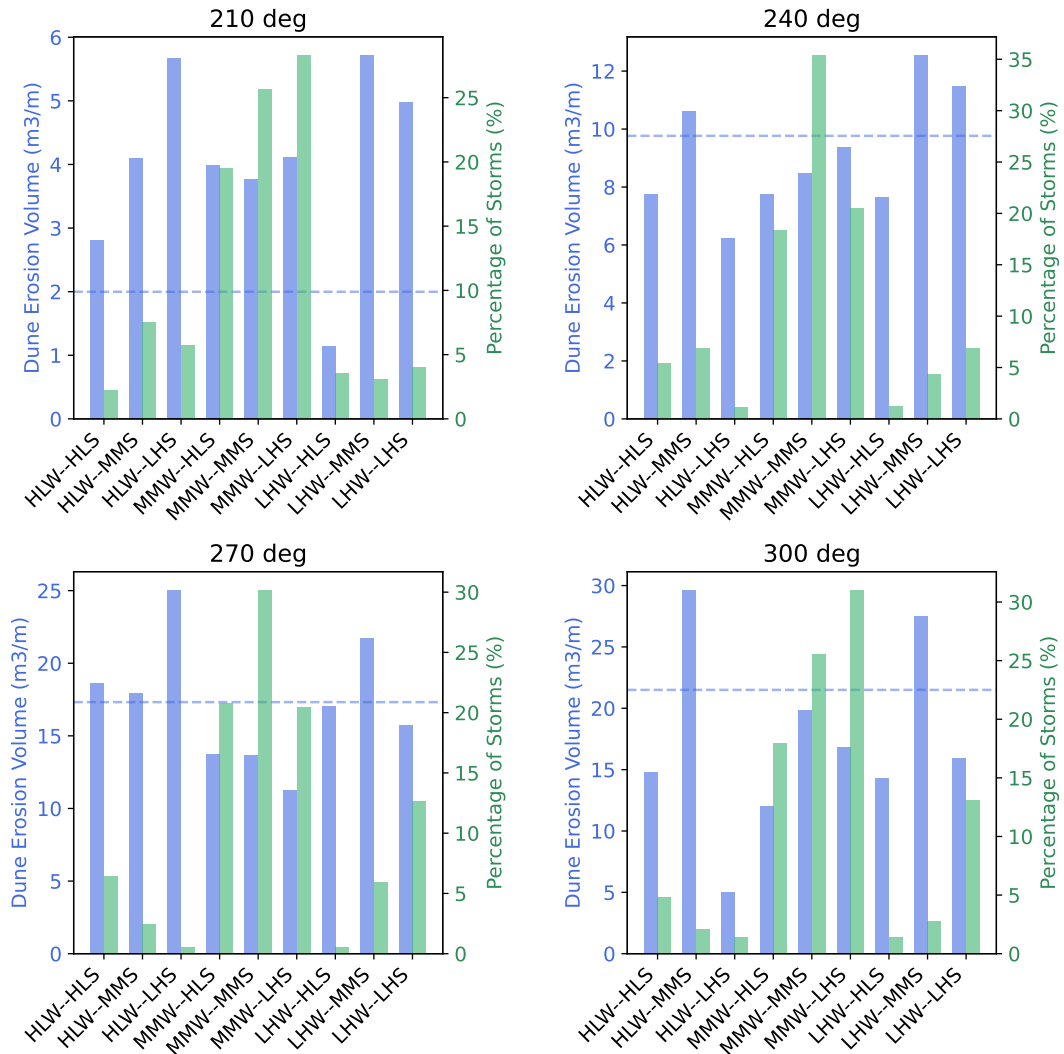 210 deg
Dune Erosion Volume (m3/m)
6
5
4
3
2
1
0
Percentage of Storms (%)
25
20
15
10
5
0
HLW--HLS
HLW--MMS
HLW--LHS
MMW--HLS
MMW--MMS
MMW--LHS
LHW--HLS
LHW--MMS
LHW--LHS
240 deg
Dune Erosion Volume (m3/m)
12
10
8
6
4
2
0
Percentage of Storms (%)
35
30
25
20
15
10
5
0
HLW--HLS
HLW--MMS
HLW--LHS
MMW--HLS
MMW--MMS
MMW--LHS
LHW--HLS
LHW--MMS
LHW--LHS
270 deg
Dune Erosion Volume (m3/m)
25
20
15
10
5
0
Percentage of Storms (%)
30
25
20
15
10
5
0
HLW--HLS
HLW--MMS
HLW--LHS
MMW--HLS
MMW--MMS
MMW--LHS
LHW--HLS
LHW--MMS
LHW--LHS
300 deg
Dune Erosion Volume (m3/m)
30
25
20
15
10
5
0
Percentage of Storms (%)
30
25
20
15
10
5
0
HLW--HLS
HLW--MMS
HLW--LHS
MMW--HLS
MMW--MMS
MMW--LHS
LHW--HLS
LHW--MMS
LHW--LHS